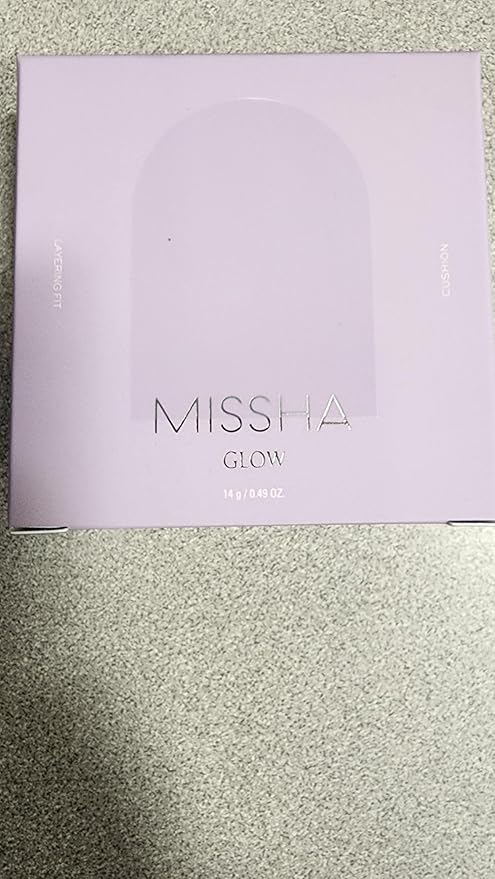 LAYERING FIT
CUSHION
MISSHA
GLOW
14 g / 0.49 OZ.